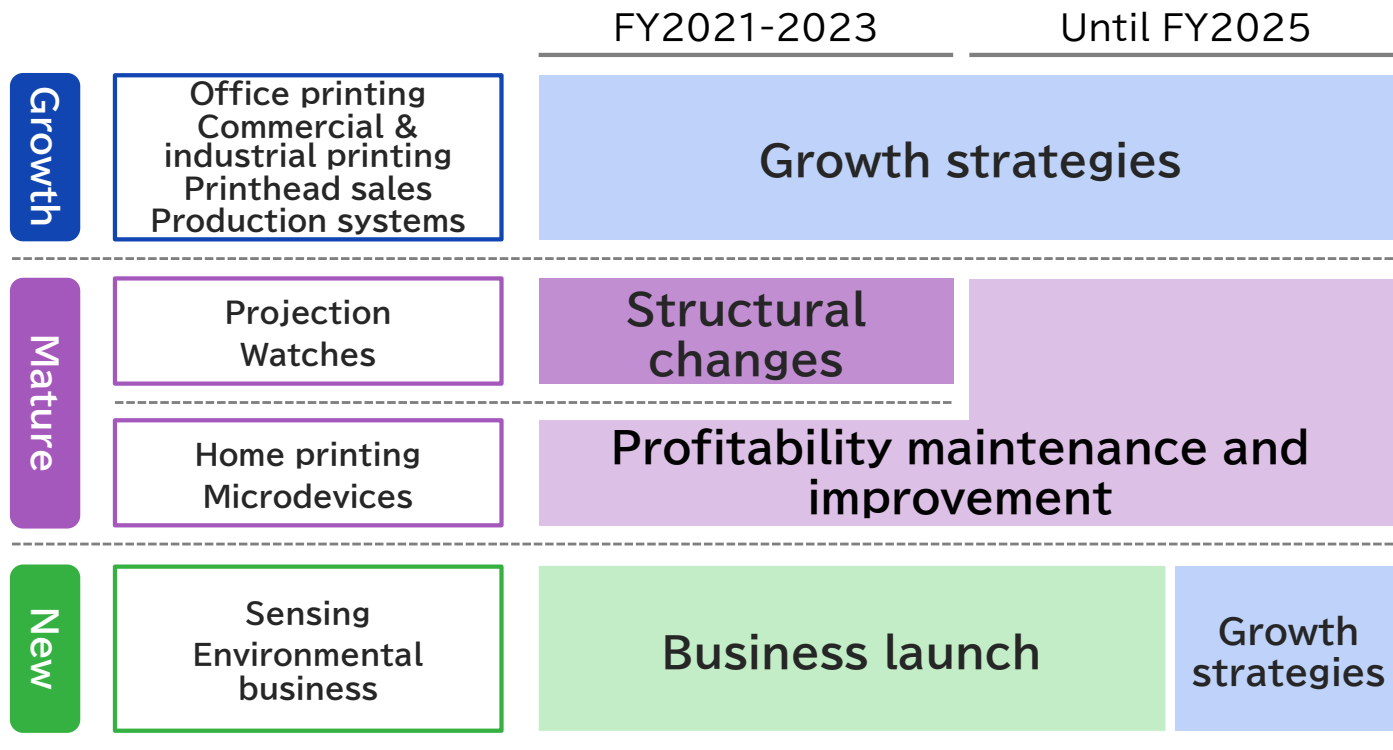 FY2021-2023
Until FY2025
Growth
Office printing
Commercial &
industrial printing
Printhead sales
Production systems
Growth strategies
Mature
Projection
Watches
Structural
changes
Home printing
Microdevices
Profitability maintenance and
improvement
New
Sensing
Environmental
business
Business launch
Growth
strategies